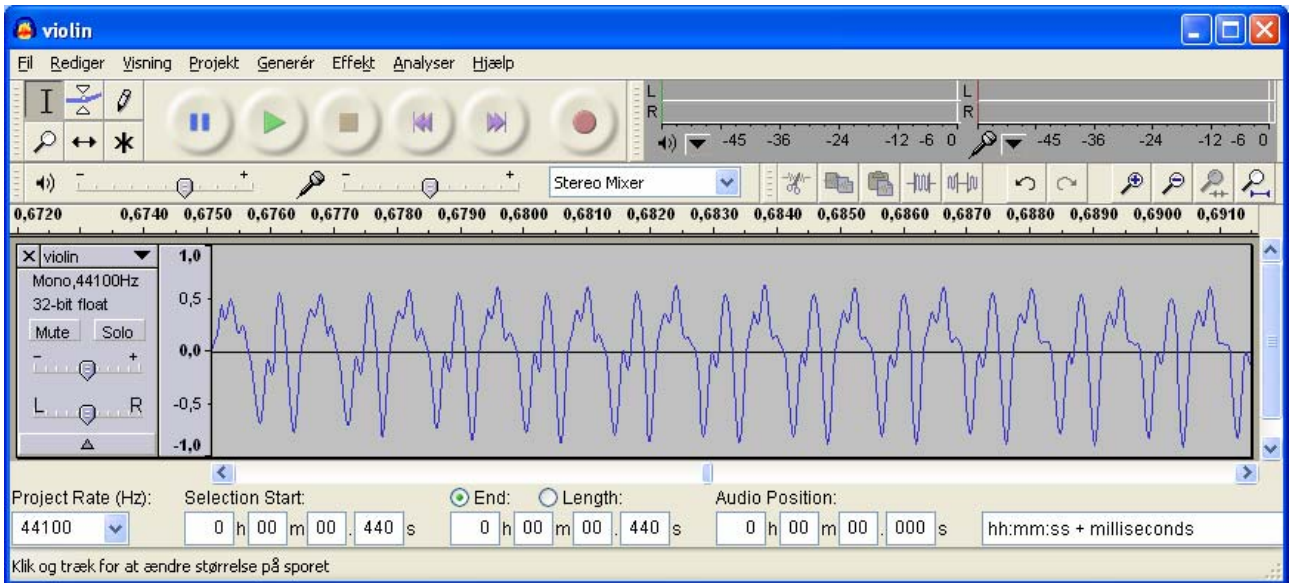 violin
Fil Rediger Visning Projekt Generér Effekt Analyser Hjælp
L
R
-45 -36 -24 -12 -6 0
L
R
-45 -36 -24 -12 -6 0
- + - + Stereo Mixer
0,6720 0,6740 0,6750 0,6760 0,6770 0,6780 0,6790 0,6800 0,6810 0,6820 0,6830 0,6840 0,6850 0,6860 0,6870 0,6880 0,6890 0,6900 0,6910
X violin
Mono,44100Hz
32-bit float
Mute Solo
- +
L R
1,0
0,5
0,0
-0,5
-1,0
Project Rate (Hz): Selection Start: End: Length: Audio Position:
44100 0 h 00 m 00 . 440 s 0 h 00 m 00 . 440 s 0 h 00 m 00 . 000 s hh:mm:ss + milliseconds
Klik og træk for at ændre størrelse på sporet